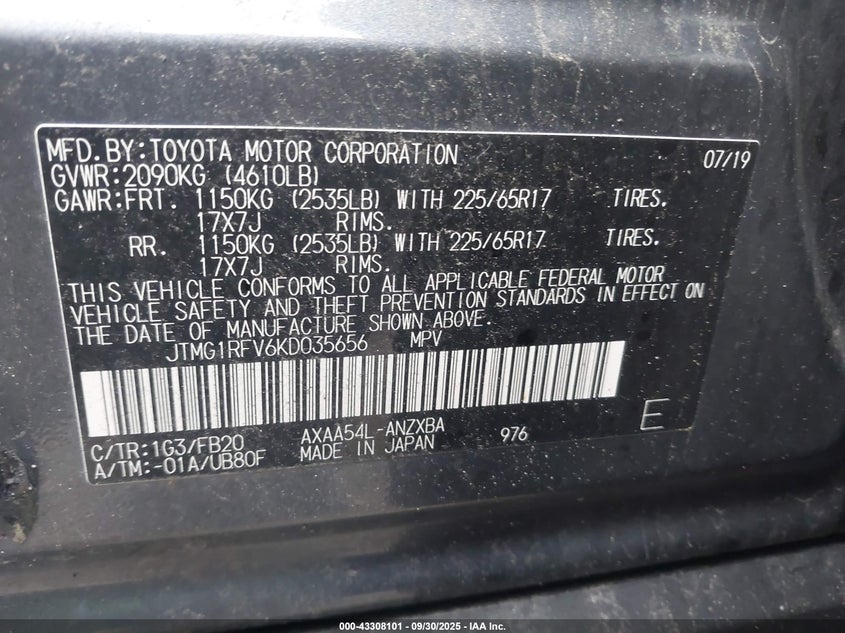 MFD.BY:TOYOTA MOTOR CORPORATION 07/19
GVWR:2090KG (4610LB)
GAWR:FRT. 1150KG (2535LB) WITH 225/65R17 TIRES.
17X7J RIMS.
RR. 1150KG (2535LB) WITH 225/65R17 TIRES.
17X7J RIMS.
THIS VEHICLE CONFORMS TO ALL APPLICABLE FEDERAL MOTOR
VEHICLE SAFETY AND THEFT PREVENTION STANDARDS IN EFFECT ON
THE DATE OF MANUFACTURE SHOWN ABOVE.
JTMG1RFV6KD035656 MPV
C/TR:1G3/FB20 AXAA54L-ANZXBA 976 E
A/TM:-01A/UB80F MADE IN JAPAN
000-43308101 - 09/30/2025 - IAA Inc.